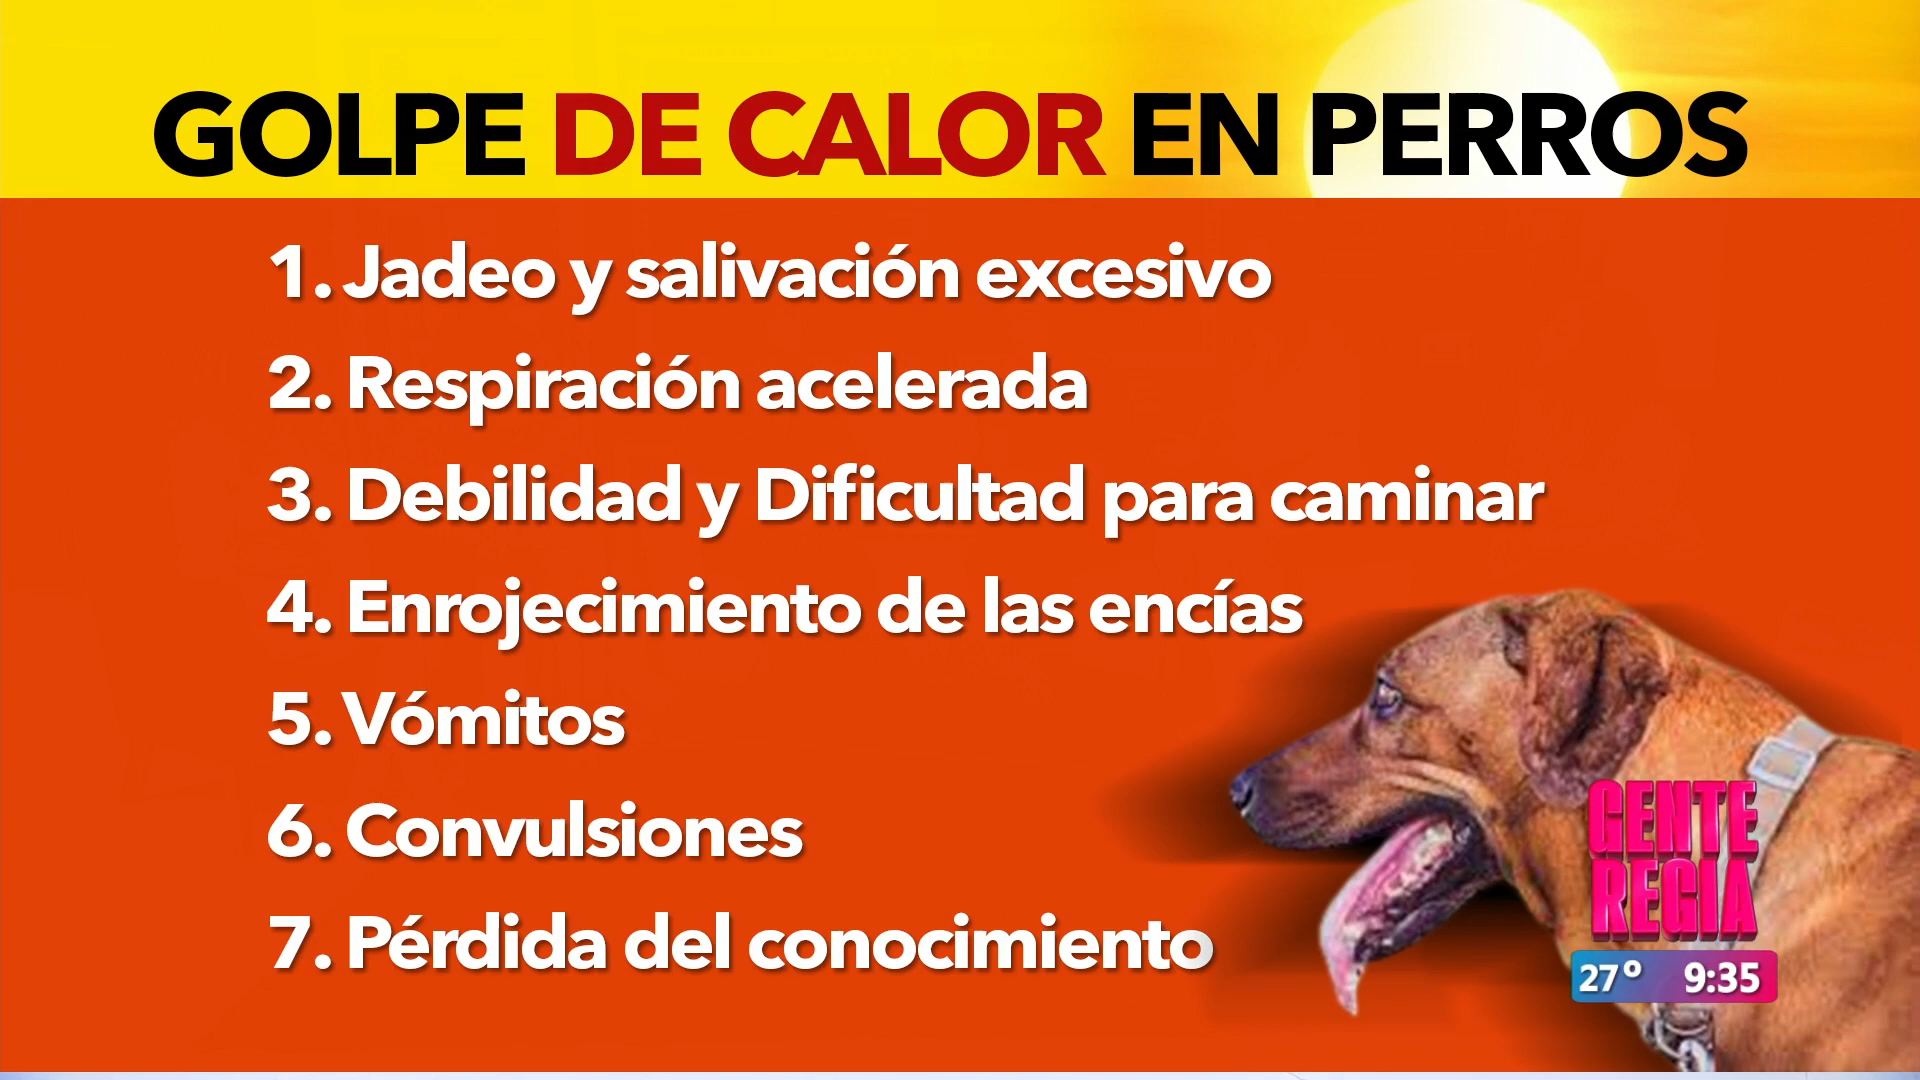 GOLPE DE CALOR EN PERROS
1. Jadeo y salivación excesivo
2. Respiración acelerada
3. Debilidad y Dificultad para caminar
4. Enrojecimiento de las encías
5. Vómitos
6. Convulsiones
7. Pérdida del conocimiento
GENTE
REGIA
27° 9:35